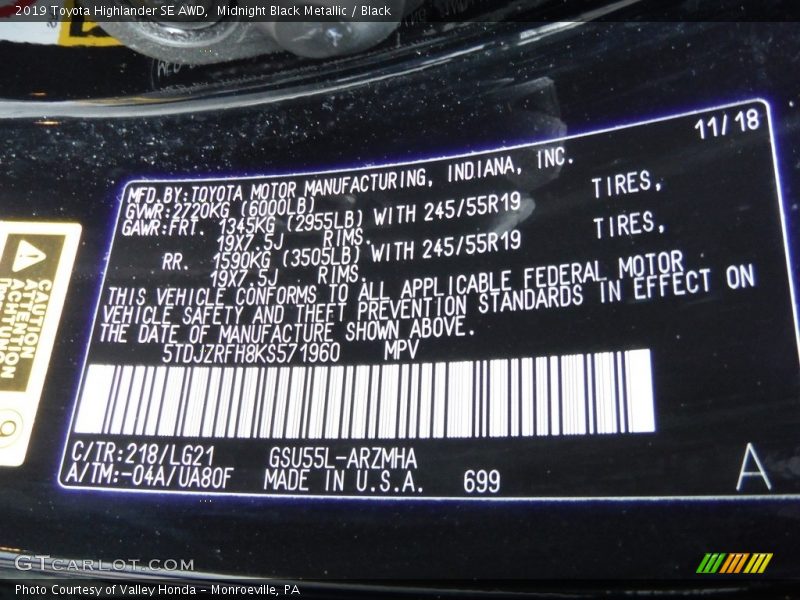 2019 Toyota Highlander SE AWD,  Midnight Black Metallic / Black
11/18
MFD.BY:TOYOTA MOTOR MANUFACTURING, INDIANA, INC.
GVWR:2720KG (6000LB)
GAWR:FRT. 1345KG (2955LB) WITH 245/55R19 TIRES,
19X7.5J RIMS.
RR. 1590KG (3505LB) WITH 245/55R19 TIRES,
19X7.5J RIMS.
THIS VEHICLE CONFORMS TO ALL APPLICABLE FEDERAL MOTOR
VEHICLE SAFETY AND THEFT PREVENTION STANDARDS IN EFFECT ON
THE DATE OF MANUFACTURE SHOWN ABOVE.
5TDJZRFH8KS571960 MPV
C/TR:218/LG21 GSU55L-ARZMHA
A/TM:-04A/UA80F MADE IN U.S.A. 699
A
CAUTION
ATTENTION
ACHTUNG
GTCARLOT.COM
Photo Courtesy of Valley Honda - Monroeville, PA